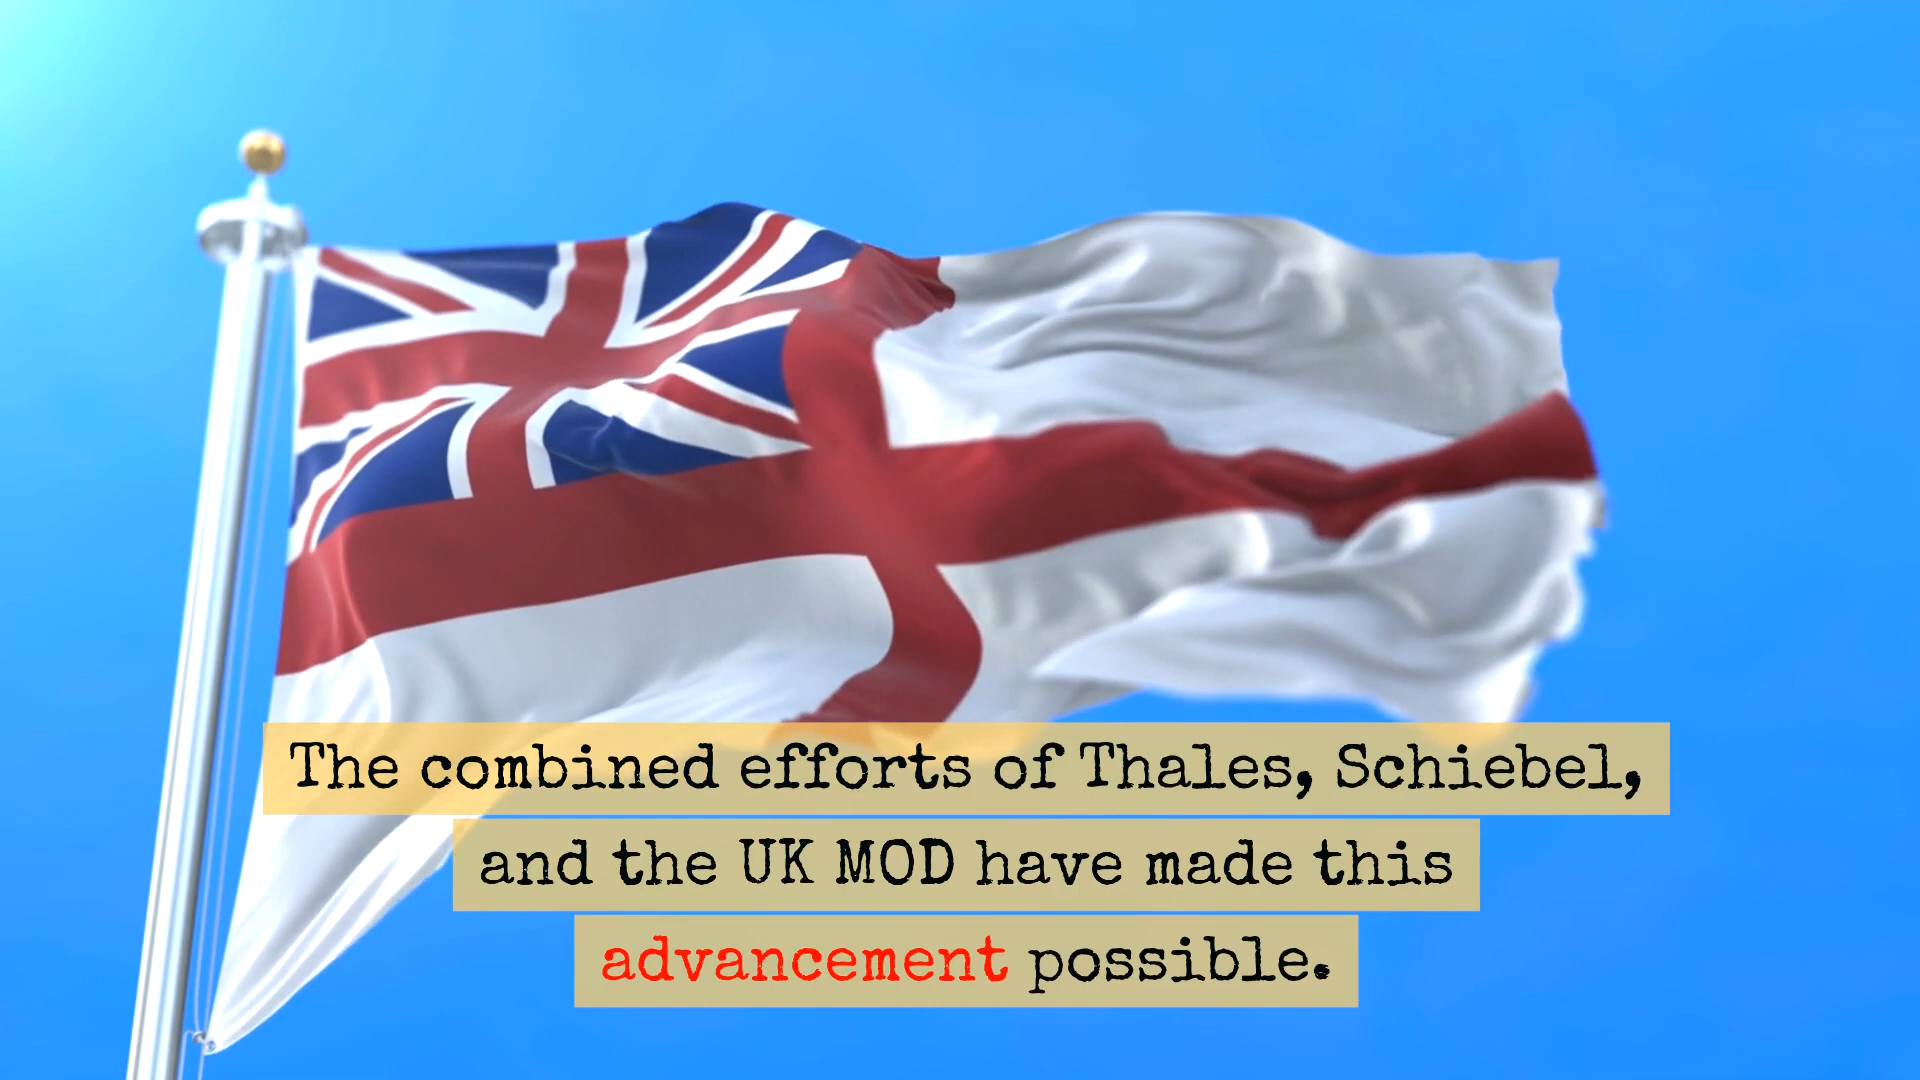 The combined efforts of Thales, Schiebel,
and the UK MOD have made this
advancement possible.